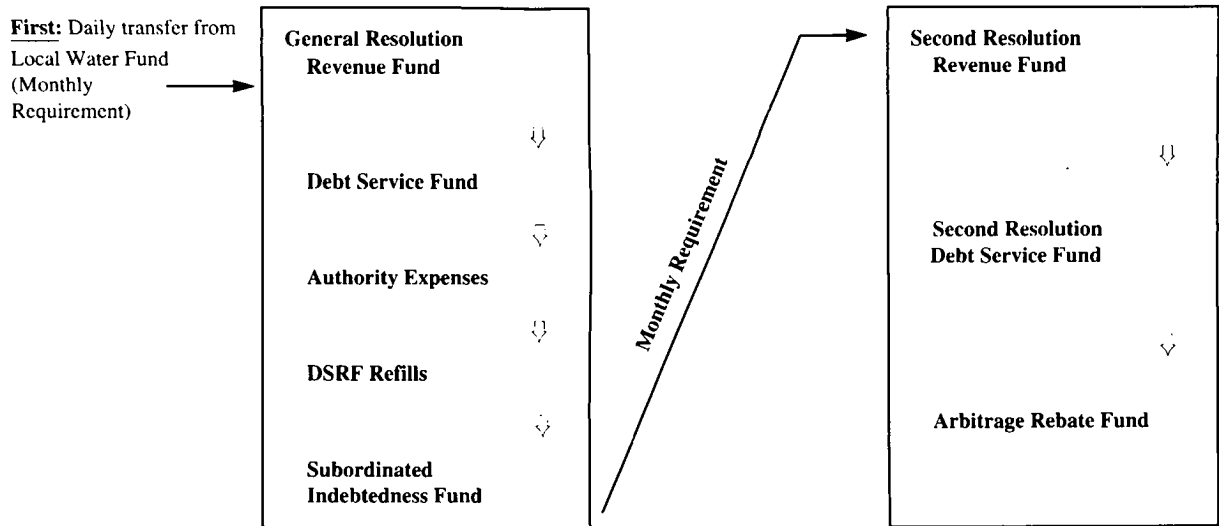 First: Daily transfer from
Local Water Fund
(Monthly
Requirement)
General Resolution
Revenue Fund
Debt Service Fund
Authority Expenses
DSRF Refills
Subordinated
Indebtedness Fund
Monthly Requirement
Second Resolution
Revenue Fund
Second Resolution
Debt Service Fund
Arbitrage Rebate Fund